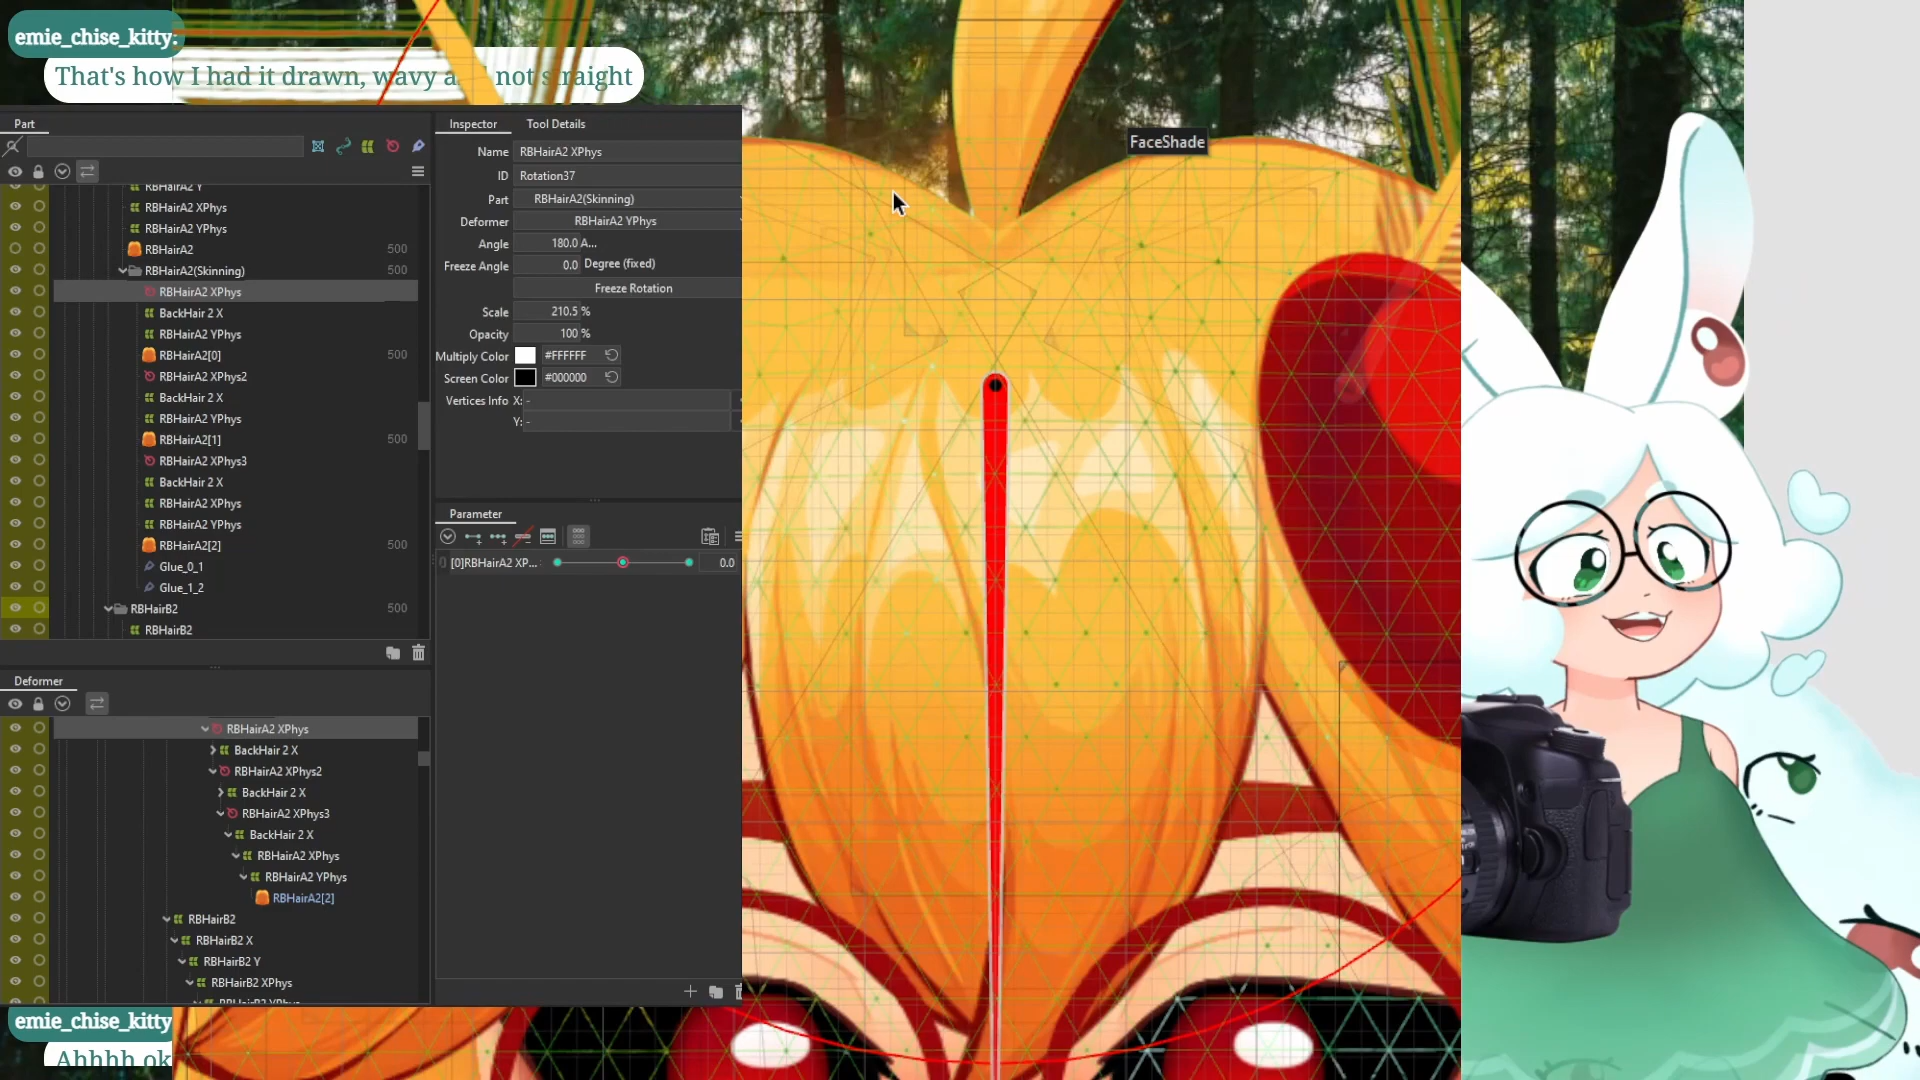 emie_chise_kitty:
That's how I had it drawn, wavy a not s raight
Part
RBHairA2 Y
RBHairA2 XPhys
RBHairA2 YPhys
RBHairA2 500
RBHairA2(Skinning) 500
RBHairA2 XPhys
BackHair 2 X
RBHairA2 YPhys
RBHairA2[0] 500
RBHairA2 XPhys2
BackHair 2 X
RBHairA2 YPhys
RBHairA2[1] 500
RBHairA2 XPhys3
BackHair 2 X
RBHairA2 XPhys
RBHairA2 YPhys
RBHairA2[2] 500
Glue_0_1
Glue_1_2
RBHairB2 500
RBHairB2
Deformer
RBHairA2 XPhys
BackHair 2 X
RBHairA2 XPhys2
BackHair 2 X
RBHairA2 XPhys3
BackHair 2 X
RBHairA2 XPhys
RBHairA2 YPhys
RBHairA2[2]
RBHairB2
RBHairB2 X
RBHairB2 Y
RBHairB2 XPhys
RBHairB2 YPhys
Inspector Tool Details
Name RBHairA2 XPhys
ID Rotation37
Part RBHairA2(Skinning)
Deformer RBHairA2 YPhys
Angle 180.0 A...
Freeze Angle 0.0 Degree (fixed)
Freeze Rotation
Scale 210.5 %
Opacity 100 %
Multiply Color #FFFFFF
Screen Color #000000
Vertices Info X: -
Y: -
Parameter
[0]RBHairA2 XP... 0.0
FaceShade
emie_chise_kitty
Ahhhh ok